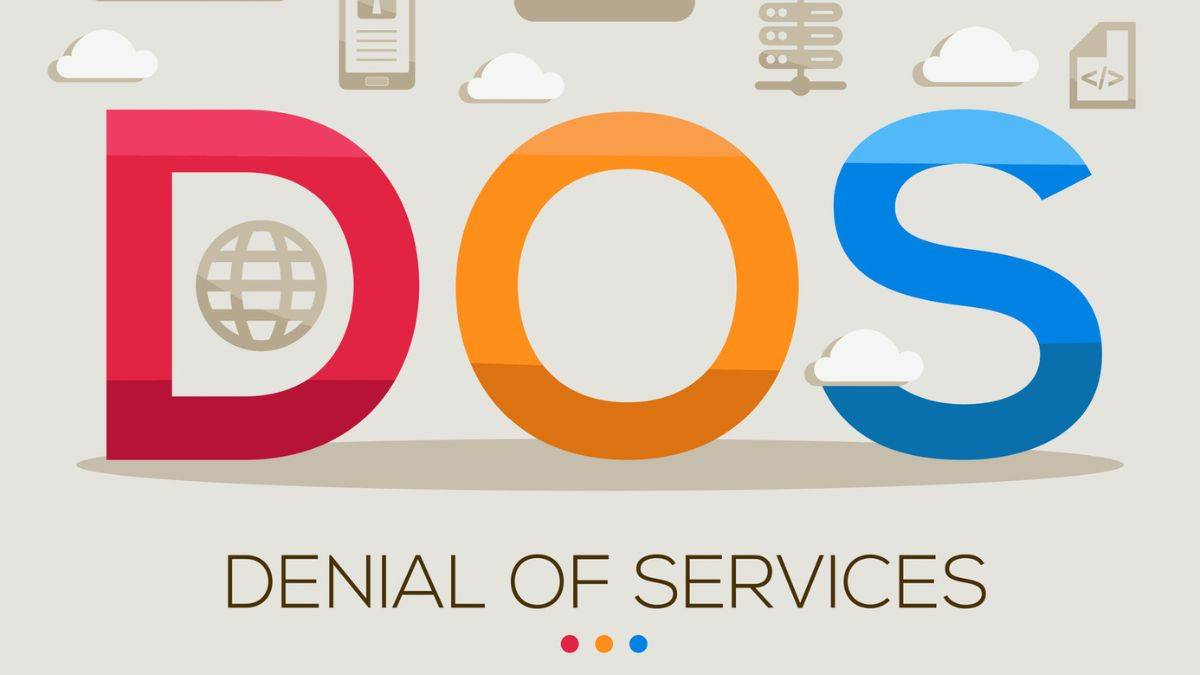 </>
DOS
DENIAL OF SERVICES